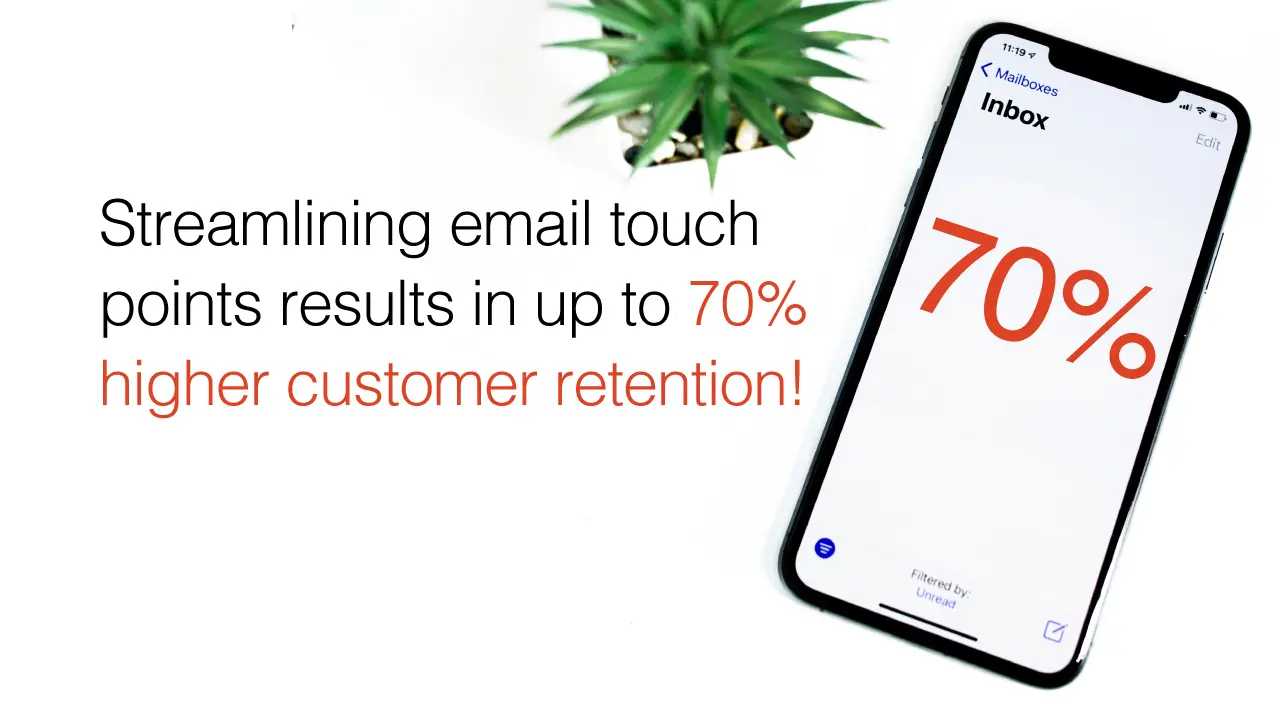 Streamlining email touch
points results in up to 70%
higher customer retention!
11:19
Mailboxes
Inbox
Edit
70%
Filtered by:
Unread